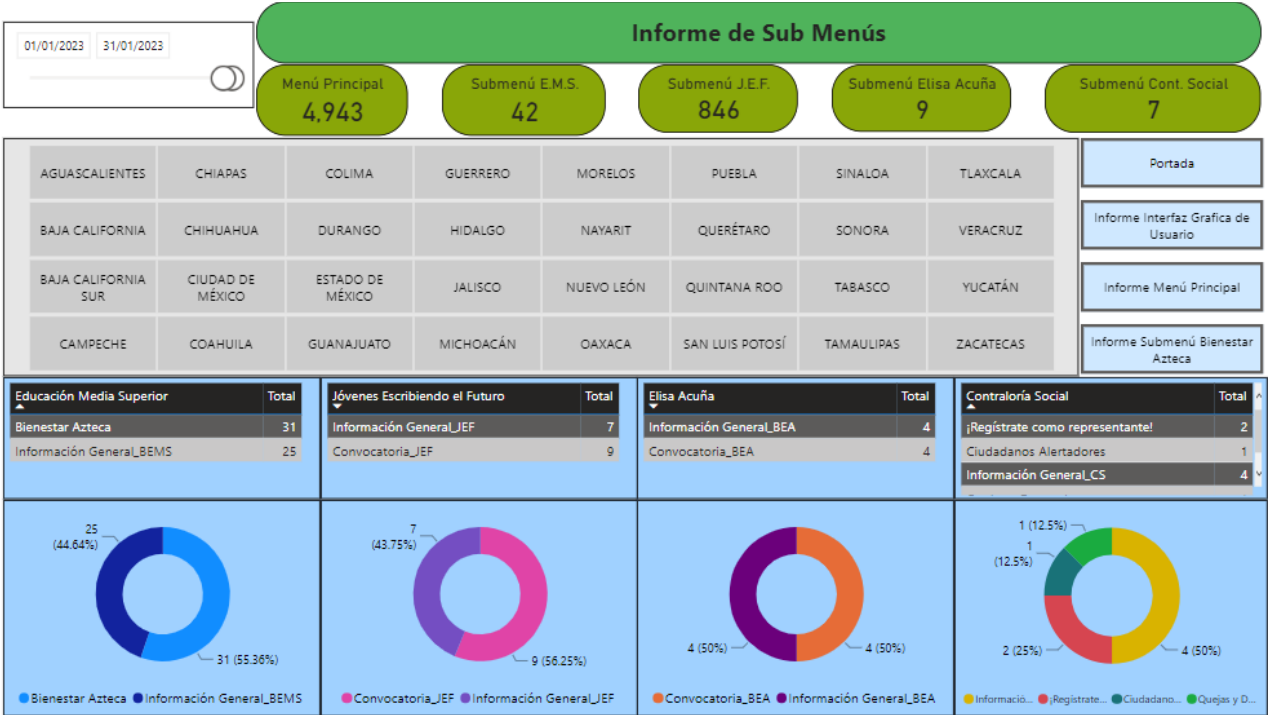 01/01/2023 31/01/2023
Informe de Sub Menús
Menú Principal
4,943
Submenú E.M.S.
42
Submenú J.E.F.
846
Submenú Elisa Acuña
9
Submenú Cont. Social
7
AGUASCALIENTES CHIAPAS COLIMA GUERRERO MORELOS PUEBLA SINALOA TLAXCALA
BAJA CALIFORNIA CHIHUAHUA DURANGO HIDALGO NAYARIT QUERÉTARO SONORA VERACRUZ
BAJA CALIFORNIA
SUR
CIUDAD DE
MÉXICO
ESTADO DE
MÉXICO
JALISCO NUEVO LEÓN QUINTANA ROO TABASCO YUCATÁN
CAMPECHE COAHUILA GUANAJUATO MICHOACÁN OAXACA SAN LUIS POTOSÍ TAMAULIPAS ZACATECAS
Portada
Informe Interfaz Grafica de
Usuario
Informe Menú Principal
Informe Submenú Bienestar
Azteca
Educación Media Superior Total
Bienestar Azteca 31
Información General_BEMS 25
Jóvenes Escribiendo el Futuro Total
Información General_JEF 7
Convocatoria_JEF 9
Elisa Acuña Total
Información General_BEA 4
Convocatoria_BEA 4
Contraloría Social Total
¡Regístrate como representante! 2
Ciudadanos Alertadores 1
Información General_CS 4
25
(44.64%)
31 (55.36%)
Bienestar Azteca Información General_BEMS
7
(43.75%)
9 (56.25%)
Convocatoria_JEF Información General_JEF
4 (50%)
4 (50%)
Convocatoria_BEA Información General_BEA
1 (12.5%)
1
(12.5%)
2 (25%)
4 (50%)
Informació... ¡Regístrate... Ciudadano... Quejas y D...